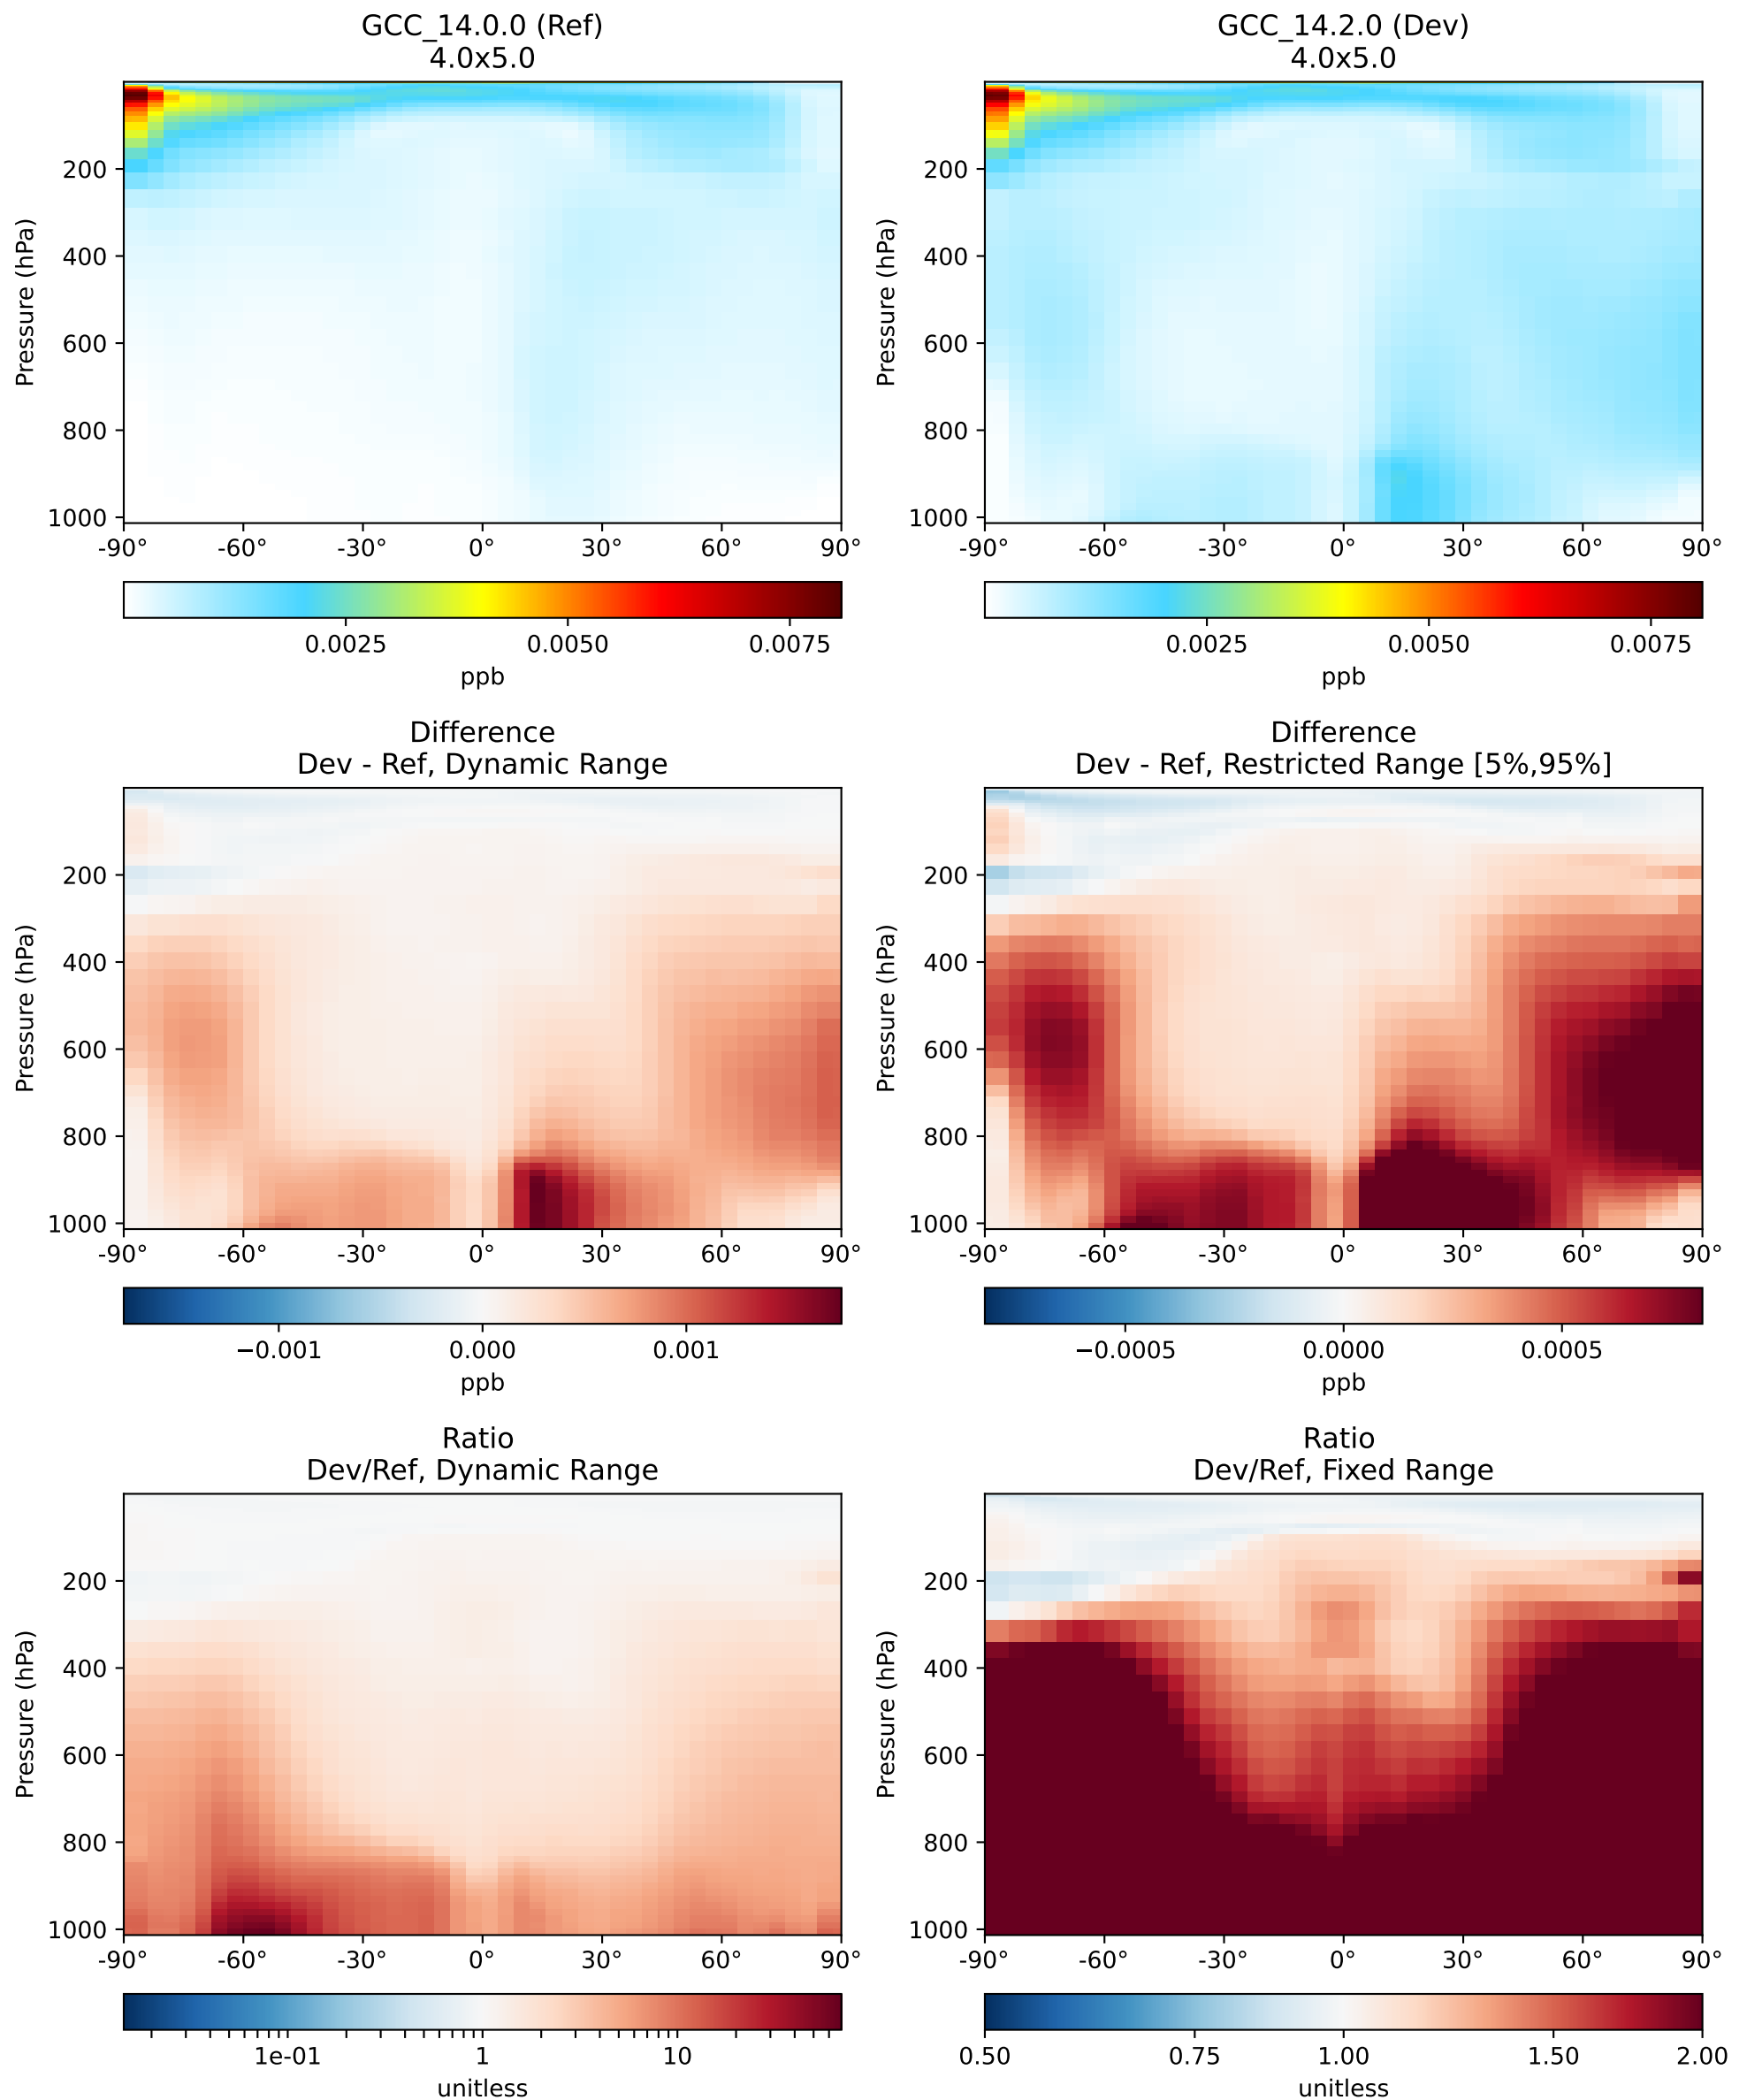 GCC_14.0.0 (Ref)
4.0x5.0
Pressure (hPa)
200
400
600
800
1000
-90° -60° -30° 0° 30° 60° 90°
0.0025 0.0050 0.0075
ppb
GCC_14.2.0 (Dev)
4.0x5.0
Pressure (hPa)
200
400
600
800
1000
-90° -60° -30° 0° 30° 60° 90°
0.0025 0.0050 0.0075
ppb
Difference
Dev - Ref, Dynamic Range
Pressure (hPa)
200
400
600
800
1000
-90° -60° -30° 0° 30° 60° 90°
−0.001 0.000 0.001
ppb
Difference
Dev - Ref, Restricted Range [5%,95%]
Pressure (hPa)
200
400
600
800
1000
-90° -60° -30° 0° 30° 60° 90°
−0.0005 0.0000 0.0005
ppb
Ratio
Dev/Ref, Dynamic Range
Pressure (hPa)
200
400
600
800
1000
-90° -60° -30° 0° 30° 60° 90°
1e-01 1 10
unitless
Ratio
Dev/Ref, Fixed Range
Pressure (hPa)
200
400
600
800
1000
-90° -60° -30° 0° 30° 60° 90°
0.50 0.75 1.00 1.50 2.00
unitless